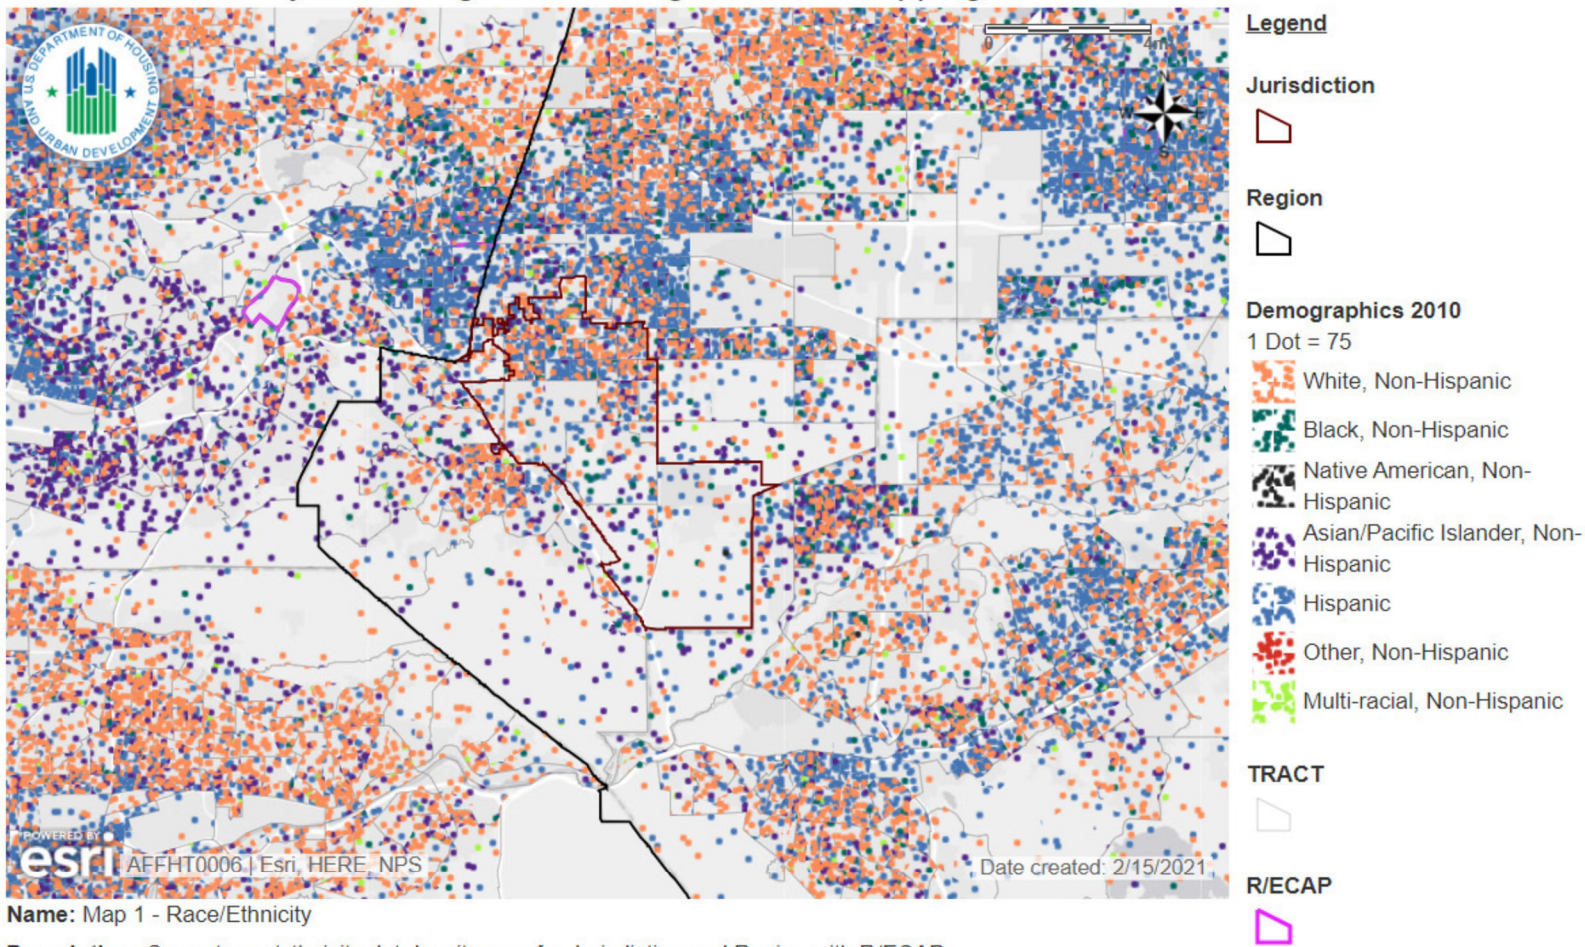 U.S. DEPARTMENT OF HOUSING
AND URBAN DEVELOPMENT
0
4mi
N
W
S
Legend
Jurisdiction
Region
Demographics 2010
1 Dot = 75
White, Non-Hispanic
Black, Non-Hispanic
Native American, Non-
Hispanic
Asian/Pacific Islander, Non-
Hispanic
Hispanic
Other, Non-Hispanic
Multi-racial, Non-Hispanic
TRACT
R/ECAP
POWERED BY
esri
AFFHT0006 | Esri, HERE, NPS
Date created: 2/15/2021
Name: Map 1 - Race/Ethnicity